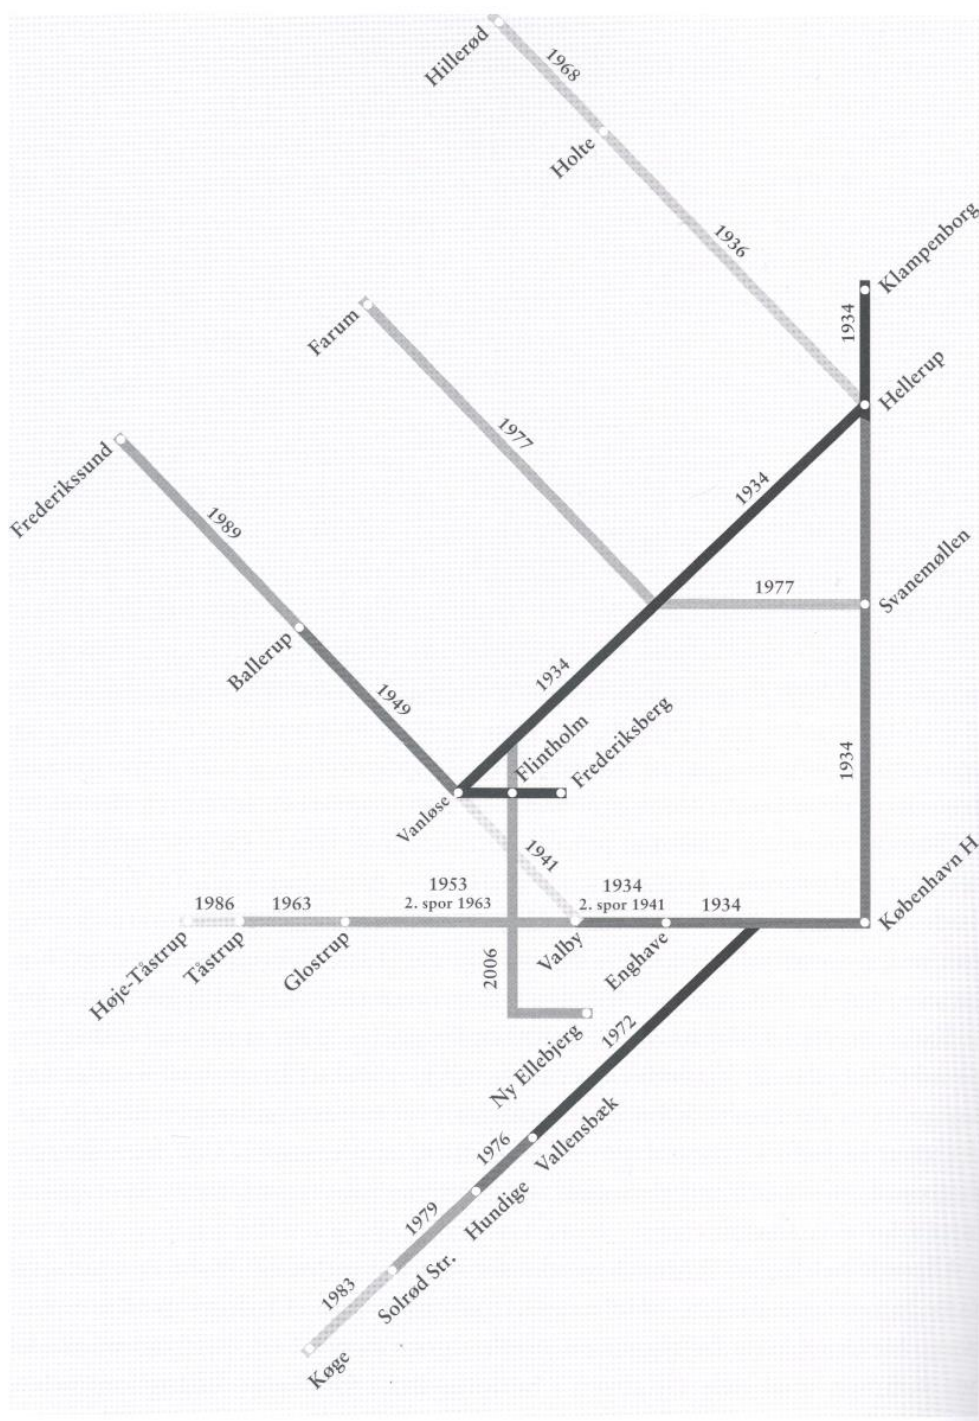 Hillerød
1968
Holte
1936
Klampenborg
1934
Hellerup
Farum
1977
1934
Frederikssund
1989
Svanemøllen
1977
Ballerup
1949
1934
Flintholm
Frederiksberg
1934
Vanløse
1941
København H
1986
1963
1953
2. spor 1963
1934
2. spor 1941
1934
Høje-Tåstrup
Tåstrup
Glostrup
Valby
Enghave
2006
Ny Ellebjerg
1972
Vallensbæk
1976
Hundige
1979
Solrød Str.
1983
Køge